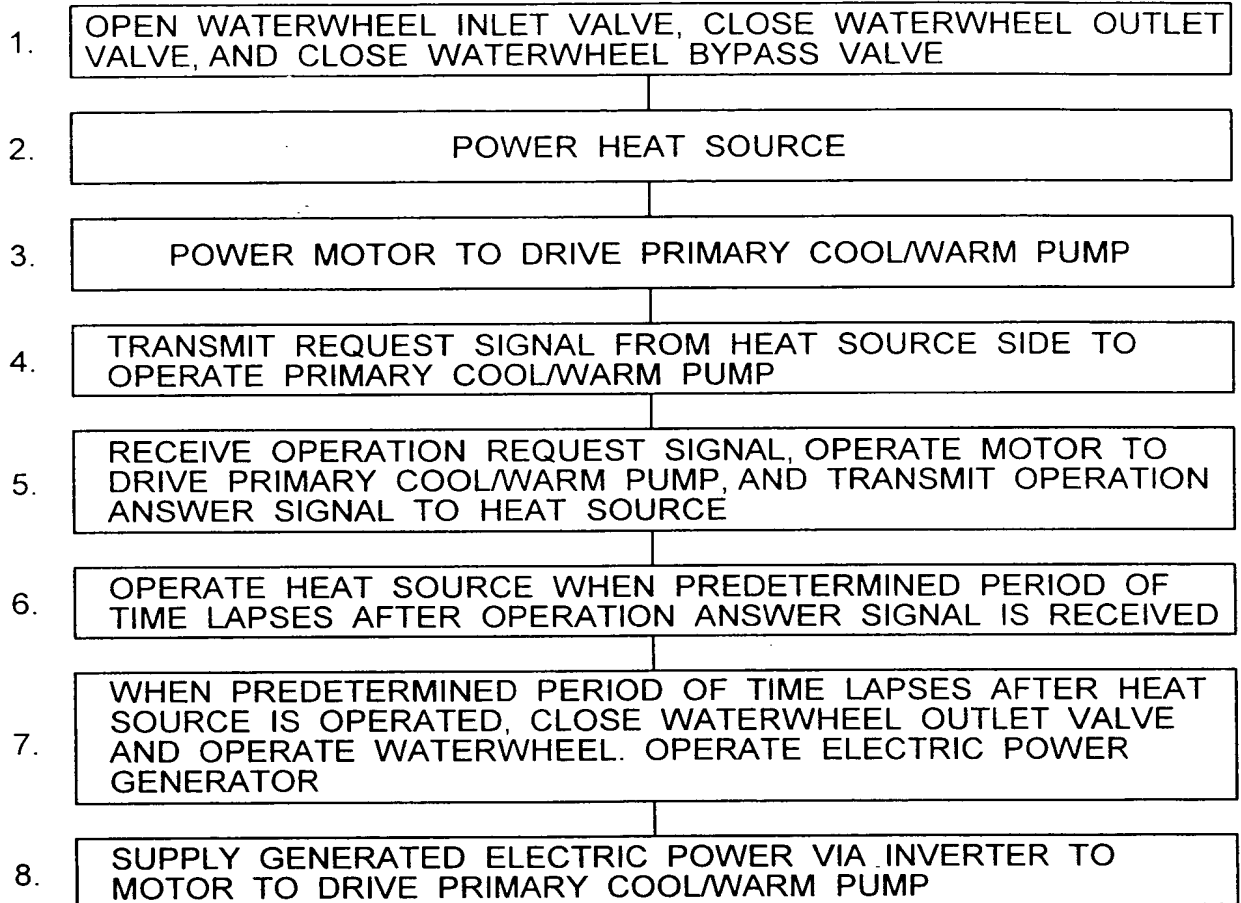 1. OPEN WATERWHEEL INLET VALVE, CLOSE WATERWHEEL OUTLET
VALVE, AND CLOSE WATERWHEEL BYPASS VALVE
2. POWER HEAT SOURCE
3. POWER MOTOR TO DRIVE PRIMARY COOL/WARM PUMP
4. TRANSMIT REQUEST SIGNAL FROM HEAT SOURCE SIDE TO
OPERATE PRIMARY COOL/WARM PUMP
5. RECEIVE OPERATION REQUEST SIGNAL, OPERATE MOTOR TO
DRIVE PRIMARY COOL/WARM PUMP, AND TRANSMIT OPERATION
ANSWER SIGNAL TO HEAT SOURCE
6. OPERATE HEAT SOURCE WHEN PREDETERMINED PERIOD OF
TIME LAPSES AFTER OPERATION ANSWER SIGNAL IS RECEIVED
7. WHEN PREDETERMINED PERIOD OF TIME LAPSES AFTER HEAT
SOURCE IS OPERATED, CLOSE WATERWHEEL OUTLET VALVE
AND OPERATE WATERWHEEL. OPERATE ELECTRIC POWER
GENERATOR
8. SUPPLY GENERATED ELECTRIC POWER VIA INVERTER TO
MOTOR TO DRIVE PRIMARY COOL/WARM PUMP